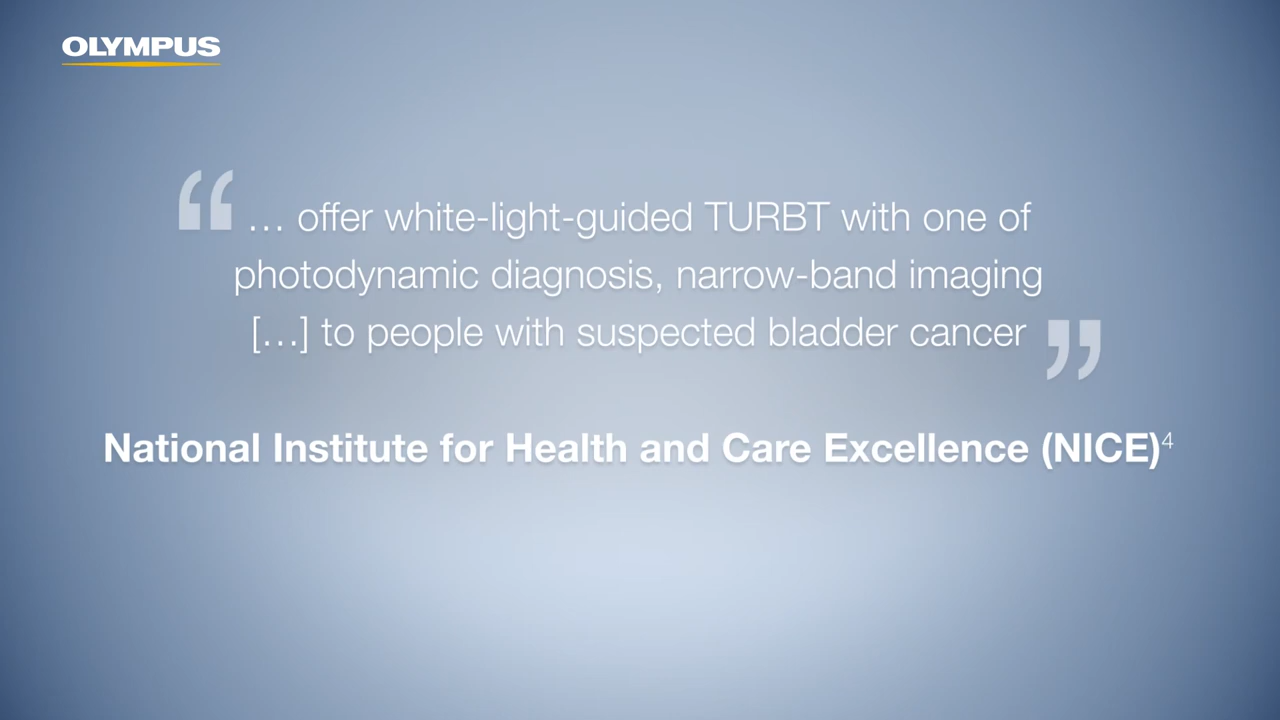 OLYMPUS
“… offer white-light-guided TURBT with one of
photodynamic diagnosis, narrow-band imaging
[…] to people with suspected bladder cancer”
National Institute for Health and Care Excellence (NICE)⁴